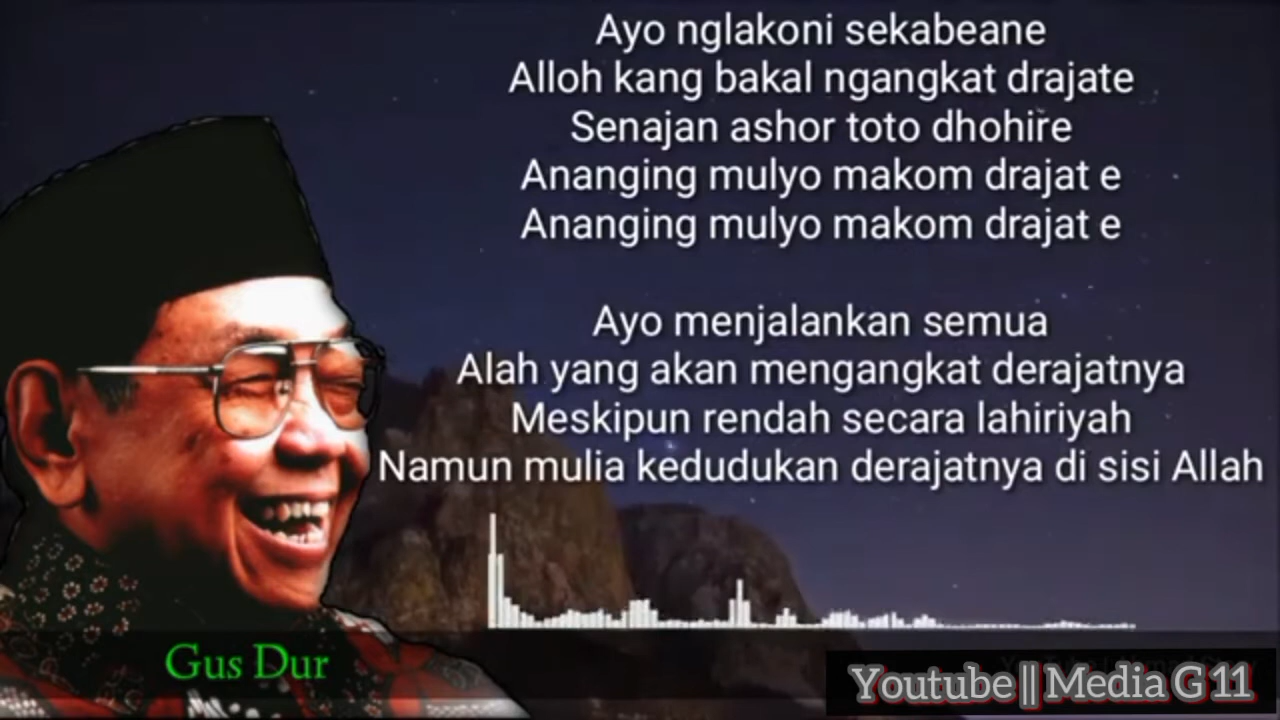 Ayo nglakoni sekabeane
Alloh kang bakal ngangkat drajate
Senajan ashor toto dhohire
Ananging mulyo makom drajat e
Ananging mulyo makom drajat e
Ayo menjalankan semua
Alah yang akan mengangkat derajatnya
Meskipun rendah secara lahiriyah
Namun mulia kedudukan derajatnya di sisi Allah
Gus Dur
Youtube || Media G 11